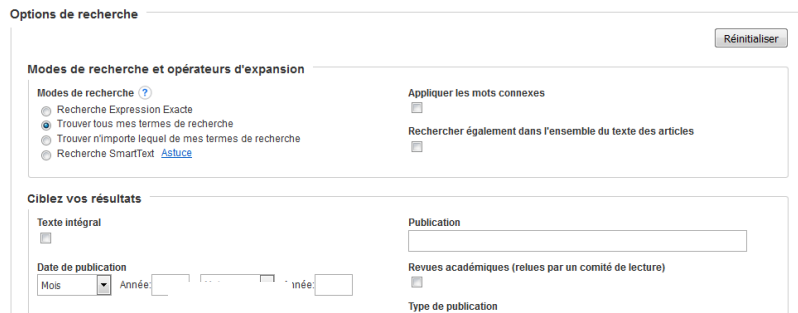 Options de recherche
Réinitialiser
Modes de recherche et opérateurs d'expansion
Modes de recherche ?
Recherche Expression Exacte
Trouver tous mes termes de recherche
Trouver n'importe lequel de mes termes de recherche
Recherche SmartText Astuce
Appliquer les mots connexes
Rechercher également dans l'ensemble du texte des articles
Ciblez vos résultats
Texte intégral
Publication
Date de publication
Mois Année:
Revues académiques (relues par un comité de lecture)
Type de publication